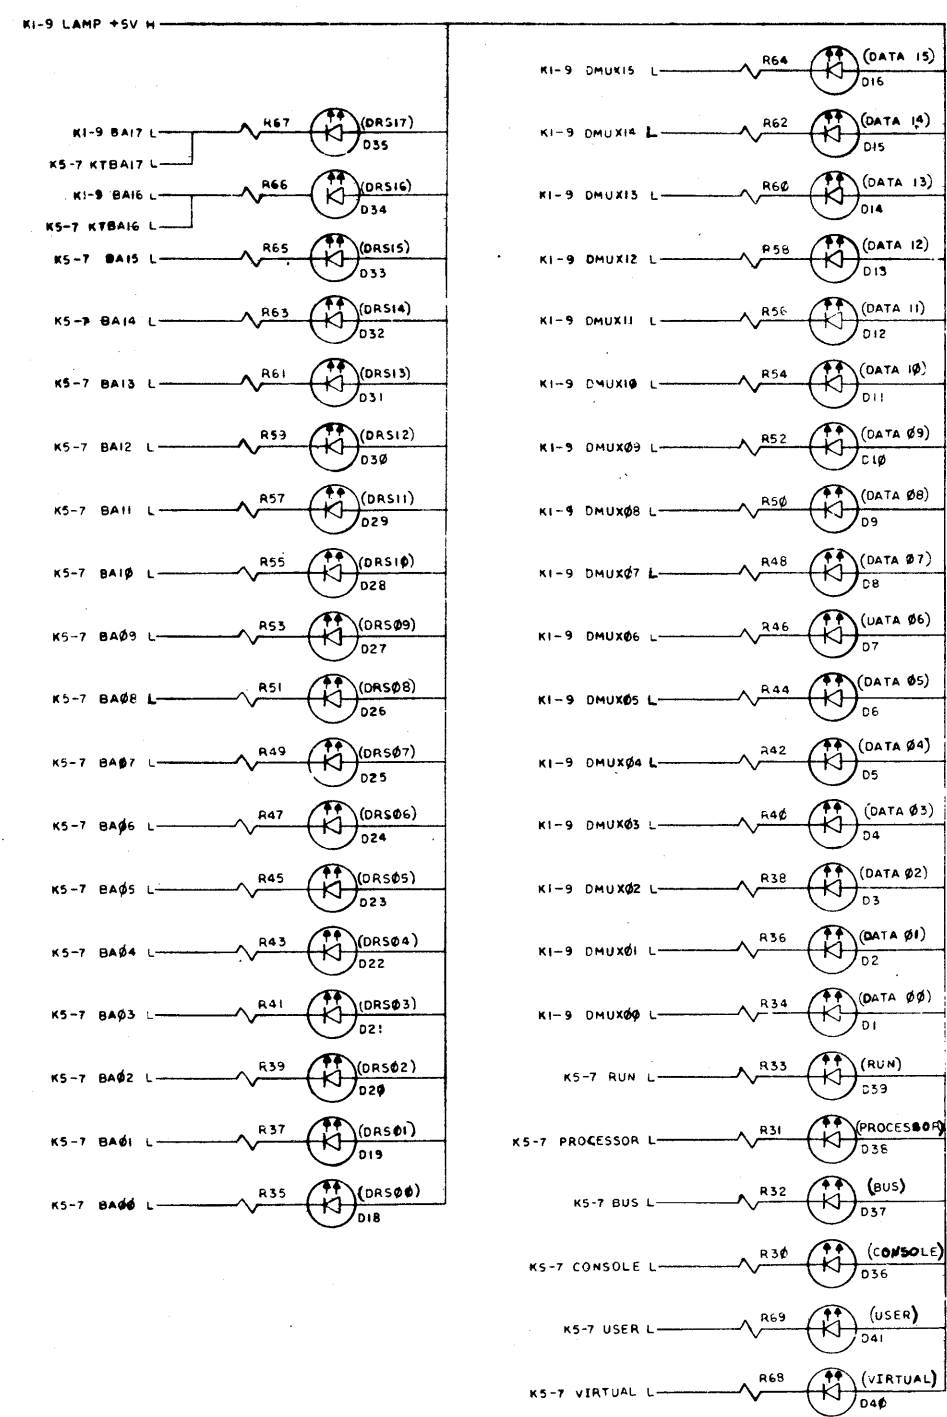 K1-9 LAMP +5V H
K1-9 BA17 L R67 (DRS17)
D35
K5-7 KTBA17 L
K1-9 BA16 L R66 (DRS16)
D34
K5-7 KTBA16 L
K5-7 BA15 L R65 (DRS15)
D33
K5-7 BA14 L R63 (DRS14)
D32
K5-7 BA13 L R61 (DRS13)
D31
K5-7 BA12 L R59 (DRS12)
D3Ø
K5-7 BA11 L R57 (DRS11)
D29
K5-7 BA1Ø L R55 (DRS1Ø)
D28
K5-7 BAØ9 L R53 (DRSØ9)
D27
K5-7 BAØ8 L R51 (DRSØ8)
D26
K5-7 BAØ7 L R49 (DRSØ7)
D25
K5-7 BAØ6 L R47 (DRSØ6)
D24
K5-7 BAØ5 L R45 (DRSØ5)
D23
K5-7 BAØ4 L R43 (DRSØ4)
D22
K5-7 BAØ3 L R41 (DRSØ3)
D21
K5-7 BAØ2 L R39 (DRSØ2)
D2Ø
K5-7 BAØ1 L R37 (DRSØ1)
D19
K5-7 BAØØ L R35 (DRSØØ)
D18
K1-9 DMUX15 L R64 (DATA 15)
D16
K1-9 DMUX14 L R62 (DATA 14)
D15
K1-9 DMUX13 L R6Ø (DATA 13)
D14
K1-9 DMUX12 L R58 (DATA 12)
D13
K1-9 DMUX11 L R56 (DATA 11)
D12
K1-9 DMUX1Ø L R54 (DATA 1Ø)
D11
K1-9 DMUXØ9 L R52 (DATA Ø9)
D1Ø
K1-9 DMUXØ8 L R5Ø (DATA Ø8)
D9
K1-9 DMUXØ7 L R48 (DATA Ø7)
D8
K1-9 DMUXØ6 L R46 (DATA Ø6)
D7
K1-9 DMUXØ5 L R44 (DATA Ø5)
D6
K1-9 DMUXØ4 L R42 (DATA Ø4)
D5
K1-9 DMUXØ3 L R4Ø (DATA Ø3)
D4
K1-9 DMUXØ2 L R38 (DATA Ø2)
D3
K1-9 DMUXØ1 L R36 (DATA Ø1)
D2
K1-9 DMUXØØ L R34 (DATA ØØ)
D1
K5-7 RUN L R33 (RUN)
D39
K5-7 PROCESSOR L R31 (PROCESSOR)
D38
K5-7 BUS L R32 (BUS)
D37
K5-7 CONSOLE L R3Ø (CONSOLE)
D36
K5-7 USER L R69 (USER)
D41
K5-7 VIRTUAL L R68 (VIRTUAL)
D4Ø